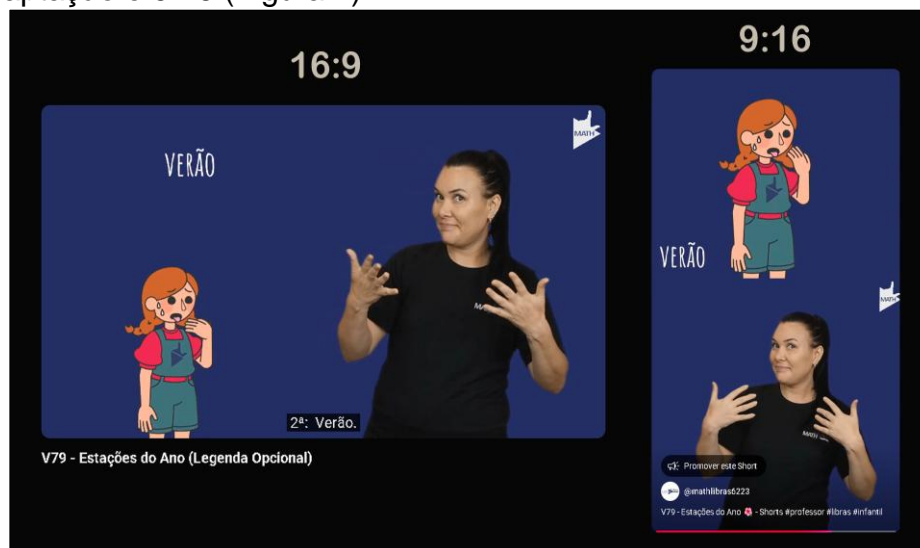 16:9
VERÃO
MATH
2ª: Verão.
V79 - Estações do Ano (Legenda Opcional)
9:16
VERÃO
MATH
MATH
Promover este Short
@mathlibras6223
V79 - Estações do Ano 🌺 - Shorts #professor #libras #infantil